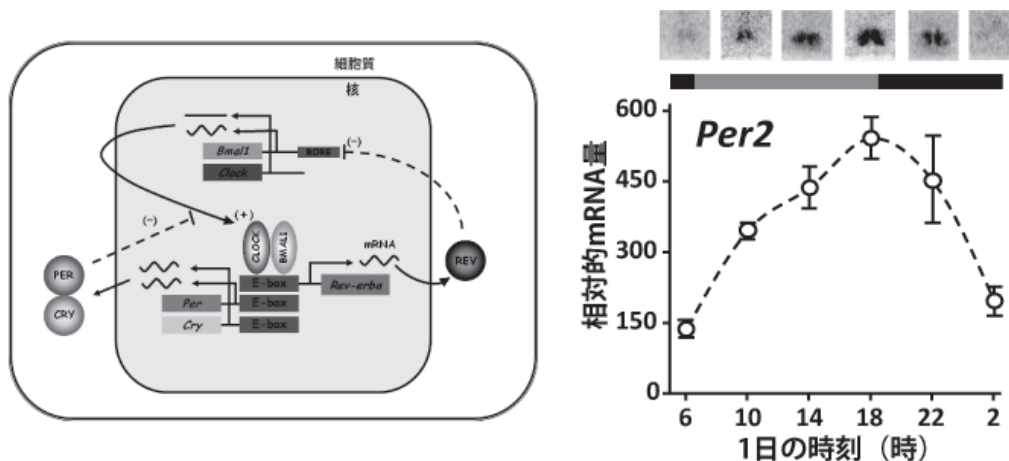 細胞質
核
(-)
Bmal1
RORE
Clock
(-)
(+)
CLOCK
BMAL1
mRNA
PER
CRY
REV
E-box
Rev-erbα
Per
E-box
Cry
E-box
Per2
相対的mRNA量
600
450
300
150
0
6
10
14
18
22
2
1日の時刻（時）